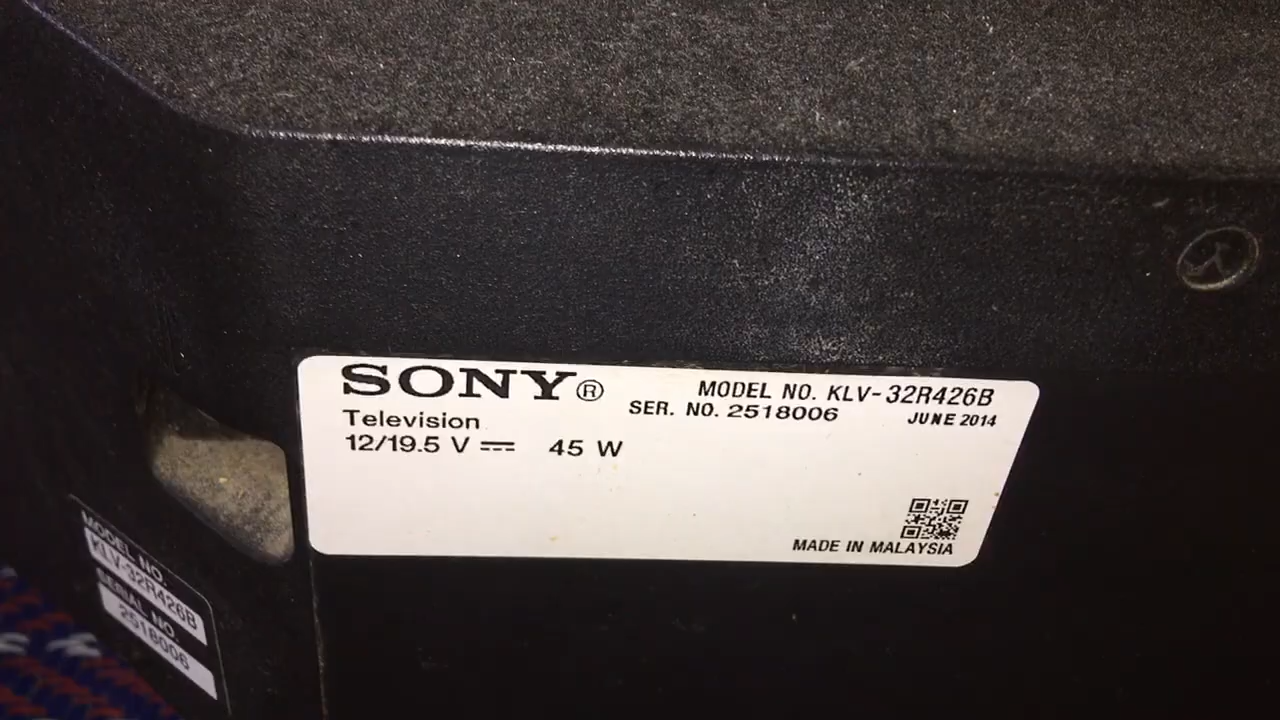 SONY®
MODEL NO. KLV-32R426B
Television
SER. NO. 2518006
JUNE 2014
12/19.5 V ⎓ 45 W
MADE IN MALAYSIA
MODEL NO.
KLV-32R426B
SERIAL NO.
2518006